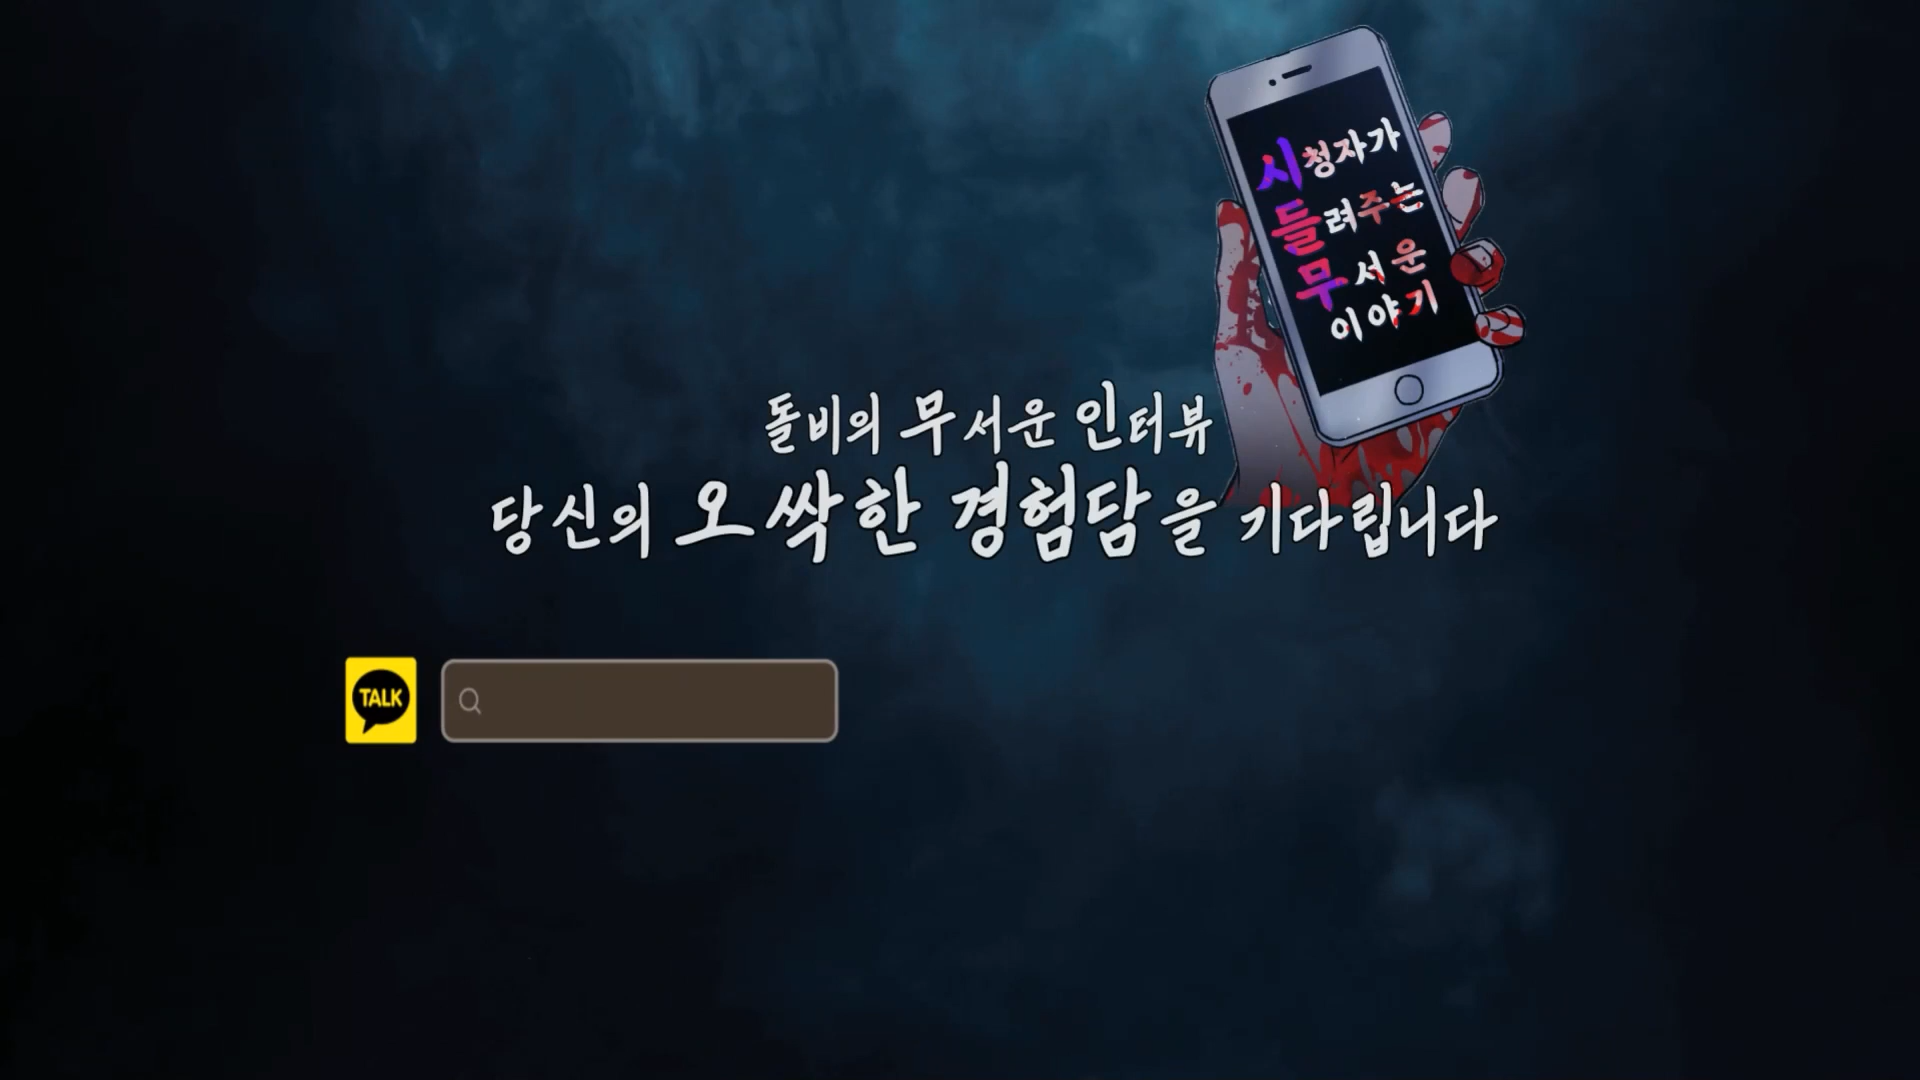 시청자가
들려주는
무서운
이야기
돌비의 무서운 인터뷰
당신의 오싹한 경험담을 기다립니다
TALK